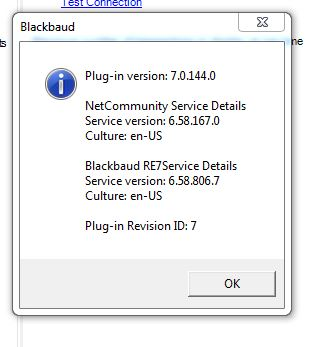 Test Connection
Blackbaud
Plug-in version: 7.0.144.0
NetCommunity Service Details
Service version: 6.58.167.0
Culture: en-US
Blackbaud RE7Service Details
Service version: 6.58.806.7
Culture: en-US
Plug-in Revision ID: 7
OK